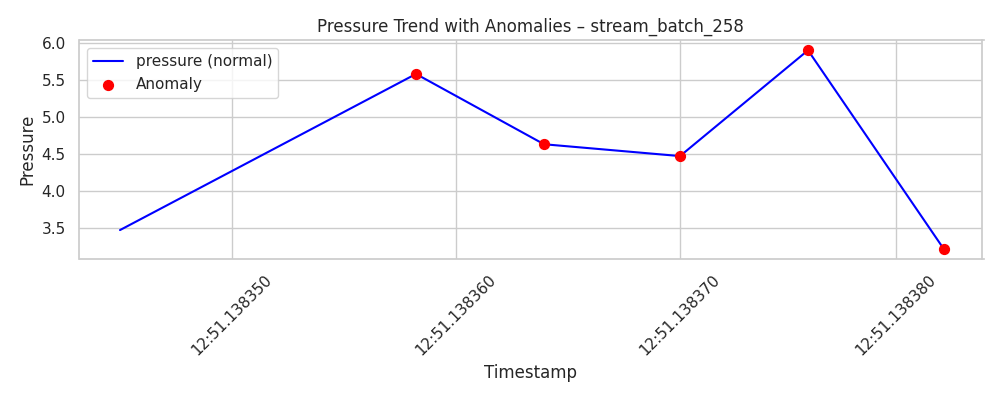 Pressure Trend with Anomalies – stream_batch_258
pressure (normal)
Anomaly
Pressure
6.0
5.5
5.0
4.5
4.0
3.5
12:51.138350
12:51.138360
12:51.138370
12:51.138380
Timestamp